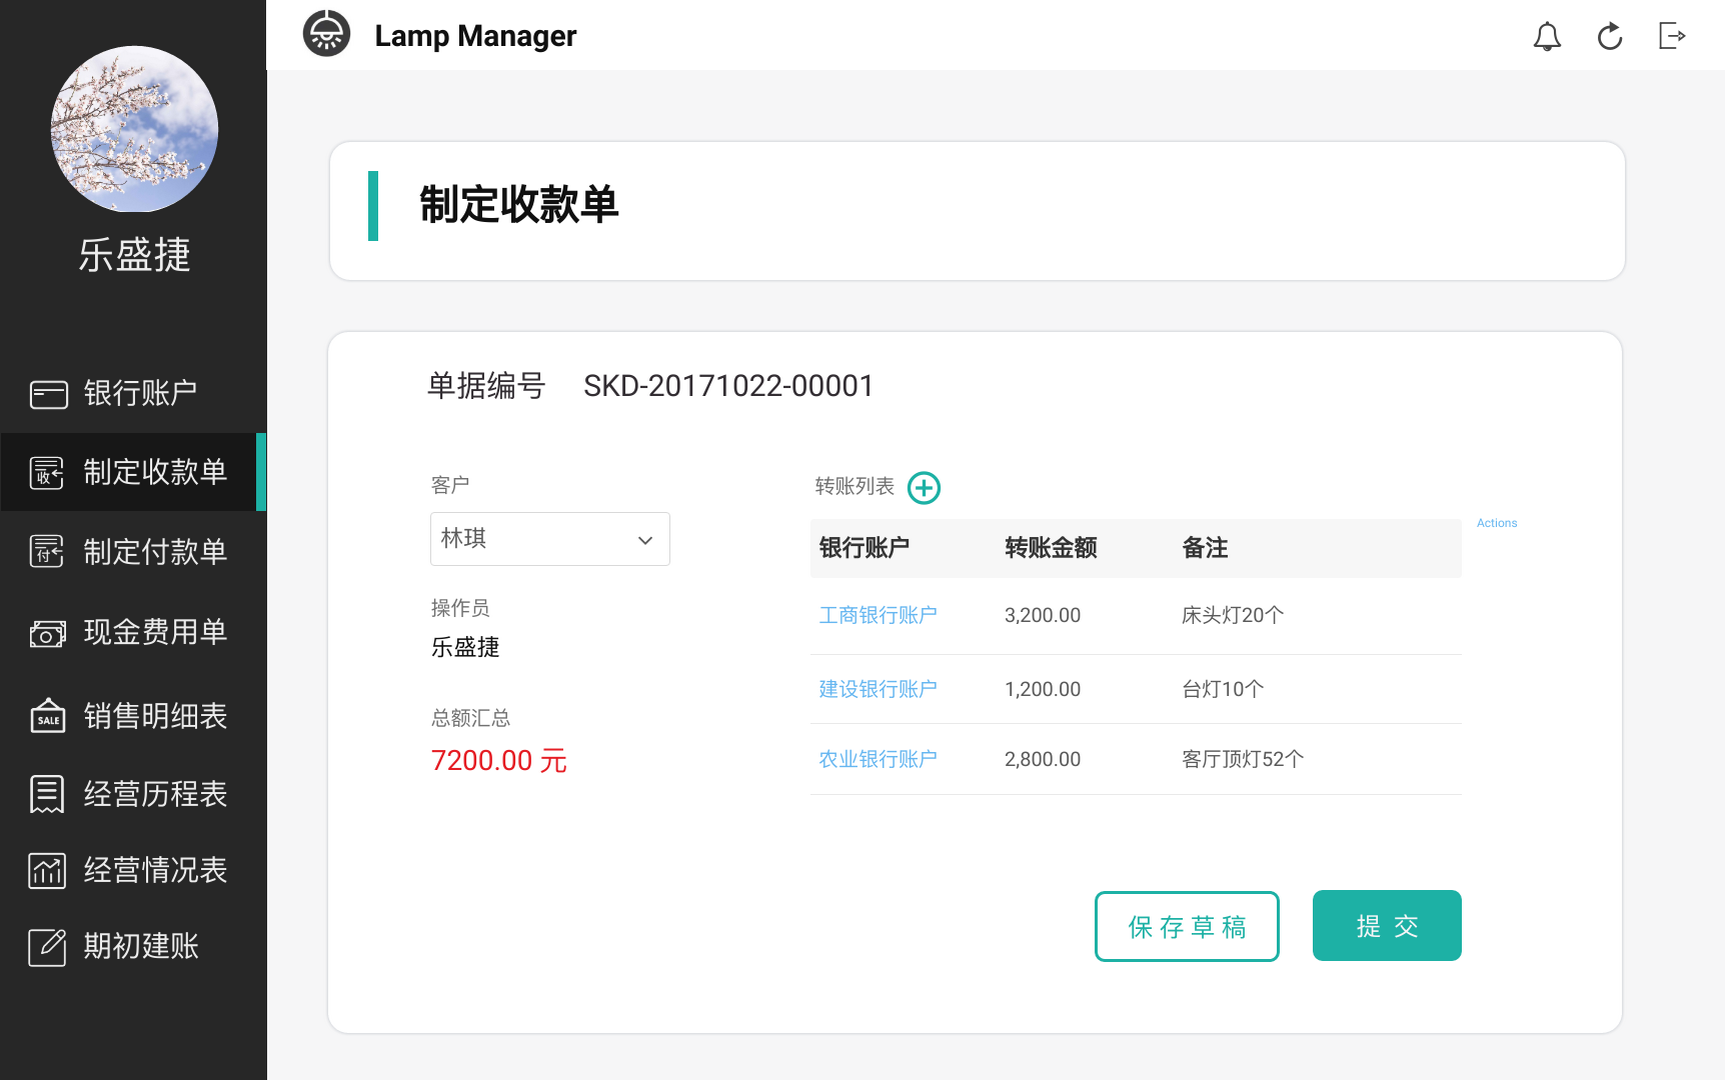 Lamp Manager
乐盛捷
银行账户
收
制定收款单
付
制定付款单
现金费用单
SALE
销售明细表
经营历程表
经营情况表
期初建账
制定收款单
单据编号 SKD-20171022-00001
客户
林琪
操作员
乐盛捷
总额汇总
7200.00 元
转账列表
Actions
银行账户 转账金额 备注
工商银行账户 3,200.00 床头灯20个
建设银行账户 1,200.00 台灯10个
农业银行账户 2,800.00 客厅顶灯52个
保存草稿 提交